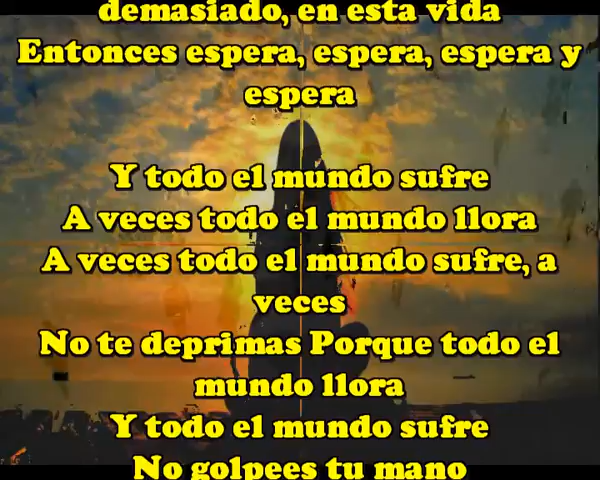 demasiado, en esta vida
Entonces espera, espera, espera y
espera
Y todo el mundo sufre
A veces todo el mundo llora
A veces todo el mundo sufre, a
veces
No te deprimas Porque todo el
mundo llora
Y todo el mundo sufre
No golpees tu mano